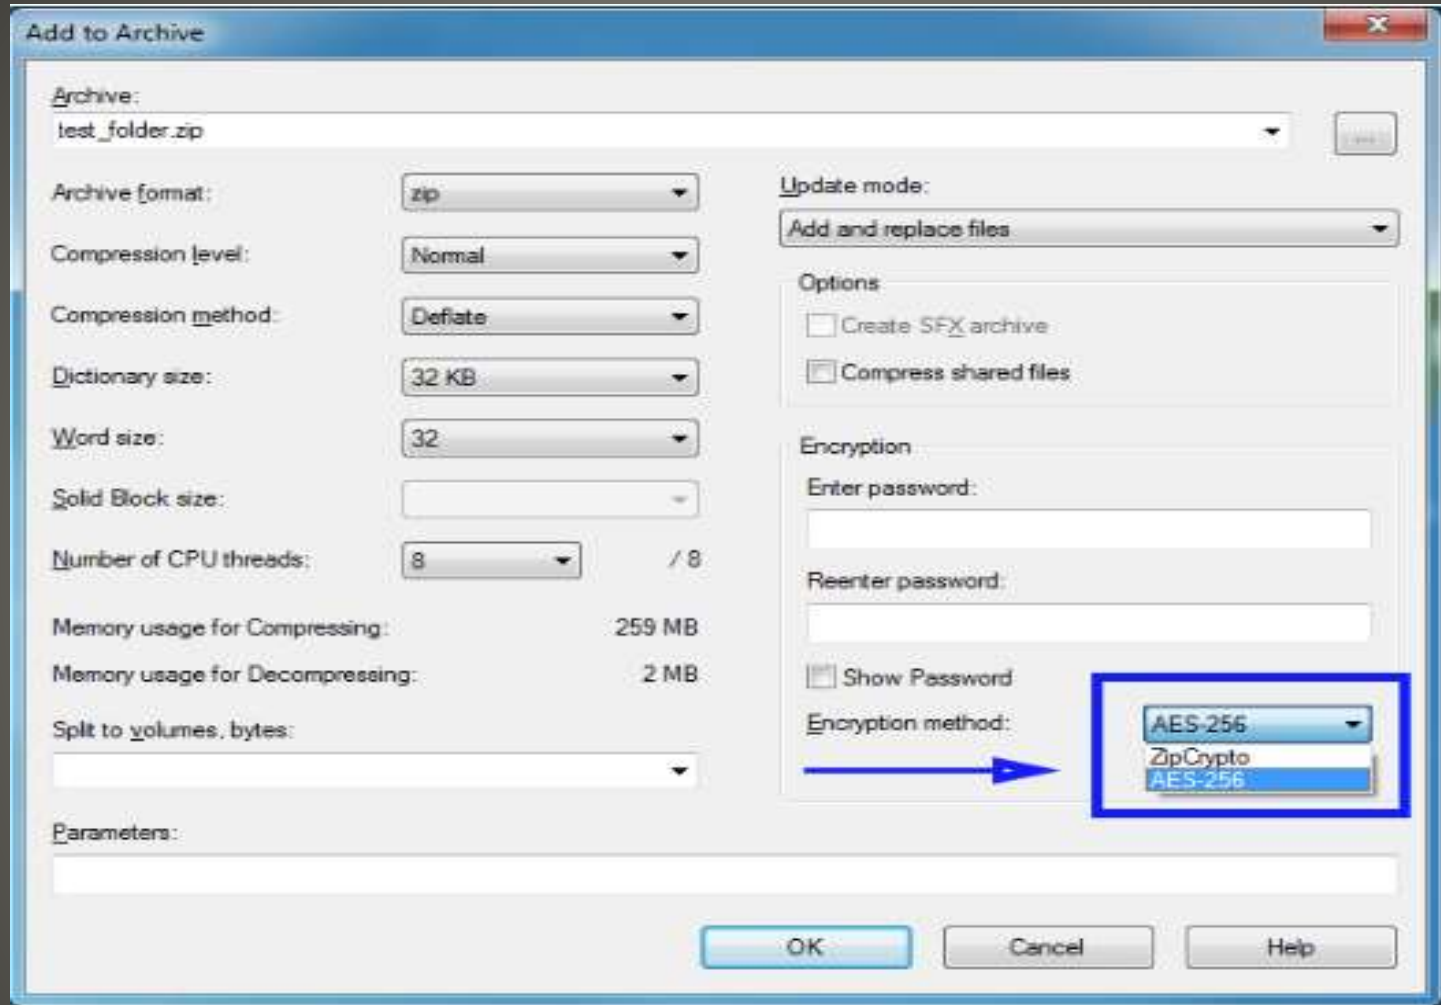 Add to Archive
Archive:
test_folder.zip
...
Archive format: zip
Compression level: Normal
Compression method: Deflate
Dictionary size: 32 KB
Word size: 32
Solid Block size:
Number of CPU threads: 8 / 8
Memory usage for Compressing: 259 MB
Memory usage for Decompressing: 2 MB
Split to volumes, bytes:
Parameters:
Update mode:
Add and replace files
Options
Create SFX archive
Compress shared files
Encryption
Enter password:
Reenter password:
Show Password
Encryption method: AES-256
ZipCrypto
AES-256
OK Cancel Help